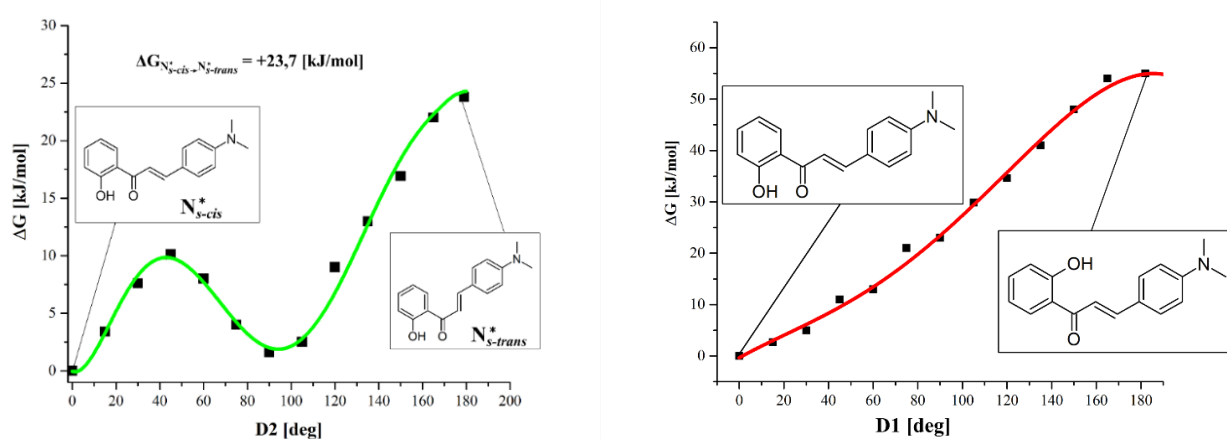 ΔG_{N*_{s-cis}→N*_{s-trans}} = +23,7 [kJ/mol]
30
25
20
15
10
5
0
ΔG [kJ/mol]
0 20 40 60 80 100 120 140 160 180 200
D2 [deg]
N
OH
O
N*_{s-cis}
N
OH
O
N*_{s-trans}
60
50
40
30
20
10
0
ΔG [kJ/mol]
0 20 40 60 80 100 120 140 160 180
D1 [deg]
N
OH
O
N
OH
O